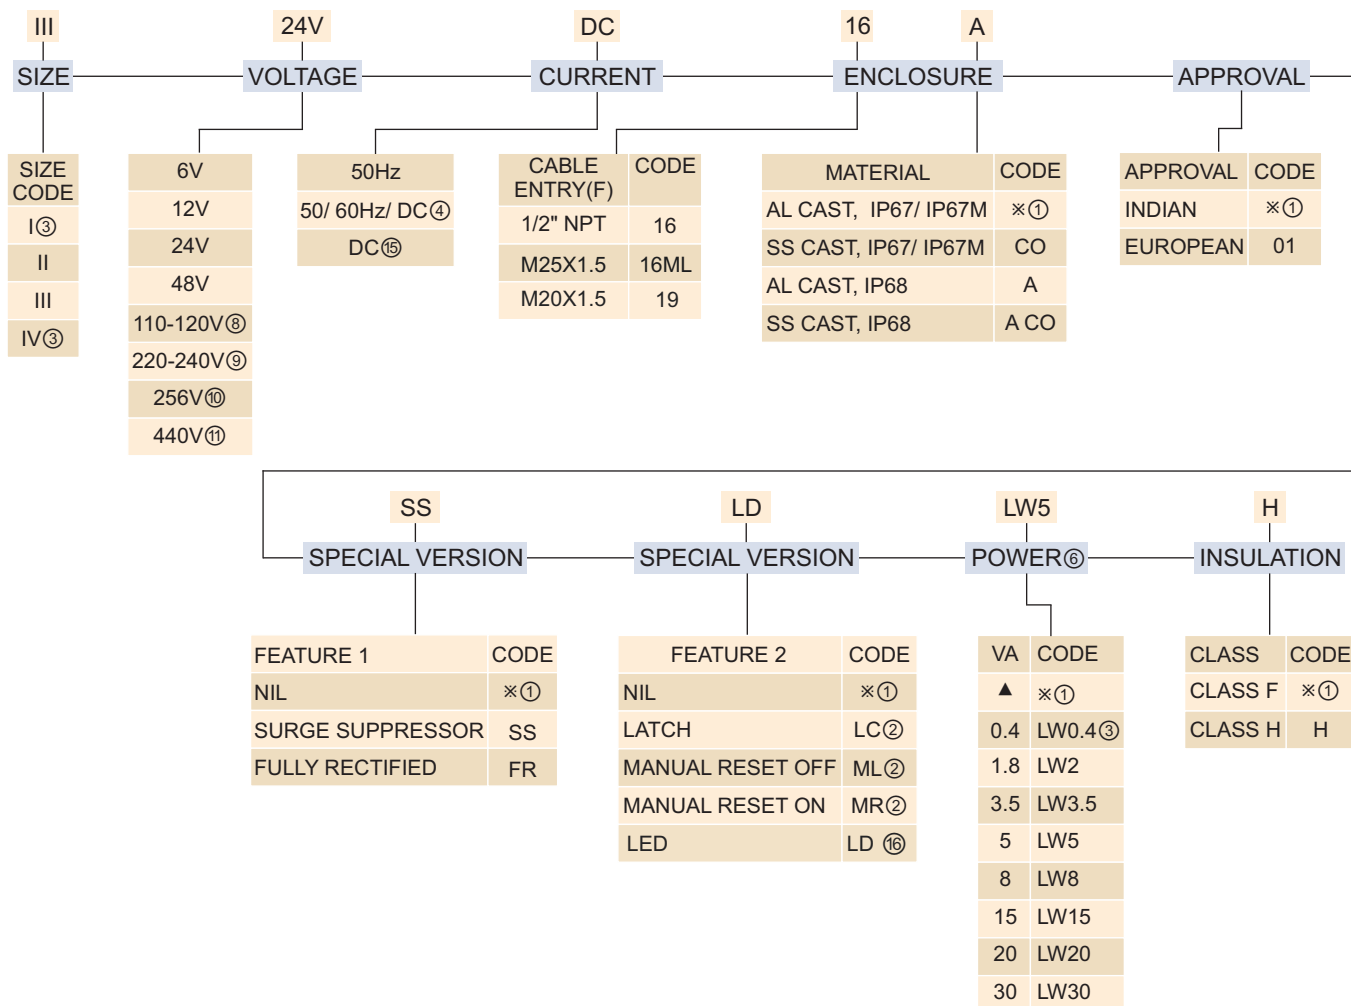 III 24V DC 16 A
SIZE VOLTAGE CURRENT ENCLOSURE APPROVAL
SIZE
CODE
I③
II
III
IV③
6V
12V
24V
48V
110-120V⑧
220-240V⑨
256V⑩
440V⑪
50Hz
50/ 60Hz/ DC④
DC⑮
CABLE CODE
ENTRY(F)
1/2" NPT 16
M25X1.5 16ML
M20X1.5 19
MATERIAL CODE
AL CAST, IP67/ IP67M ※①
SS CAST, IP67/ IP67M CO
AL CAST, IP68 A
SS CAST, IP68 A CO
APPROVAL CODE
INDIAN ※①
EUROPEAN 01
SS LD LW5 H
SPECIAL VERSION SPECIAL VERSION POWER⑥ INSULATION
FEATURE 1 CODE
NIL ※①
SURGE SUPPRESSOR SS
FULLY RECTIFIED FR
FEATURE 2 CODE
NIL ※①
LATCH LC②
MANUAL RESET OFF ML②
MANUAL RESET ON MR②
LED LD ⑯
VA CODE
▲ ※①
0.4 LW0.4③
1.8 LW2
3.5 LW3.5
5 LW5
8 LW8
15 LW15
20 LW20
30 LW30
CLASS CODE
CLASS F ※①
CLASS H H